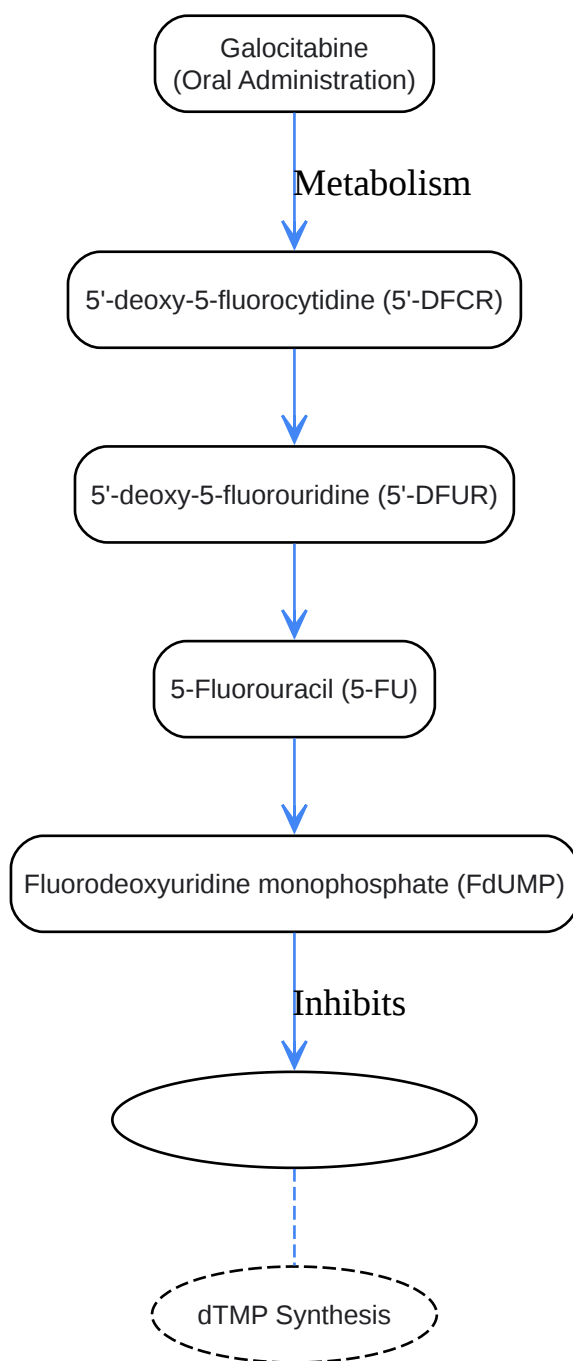 Galocitabine
(Oral Administration)
Metabolism
5'-deoxy-5-fluorocytidine (5'-DFCR)
5'-deoxy-5-fluorouridine (5'-DFUR)
5-Fluorouracil (5-FU)
Fluorodeoxyuridine monophosphate (FdUMP)
Inhibits
dTMP Synthesis